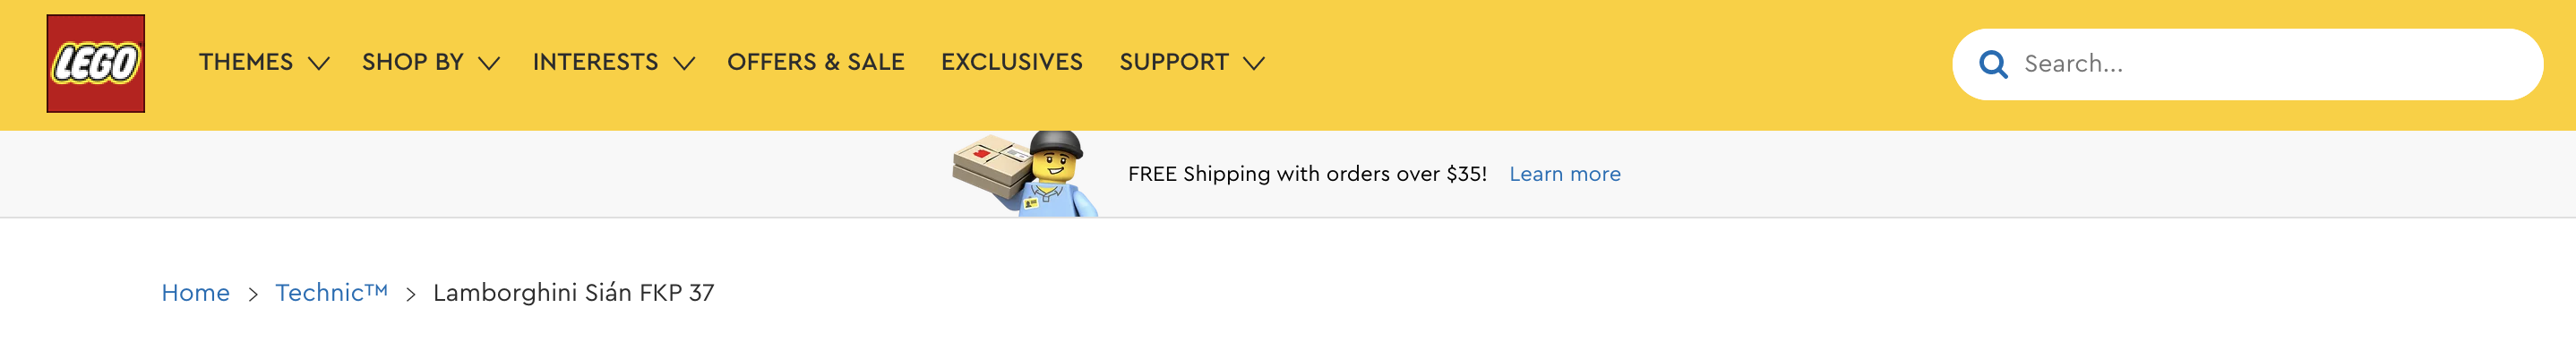 LEGO THEMES SHOP BY INTERESTS OFFERS & SALE EXCLUSIVES SUPPORT Search...
FREE Shipping with orders over $35! Learn more
Home > Technic™ > Lamborghini Sián FKP 37